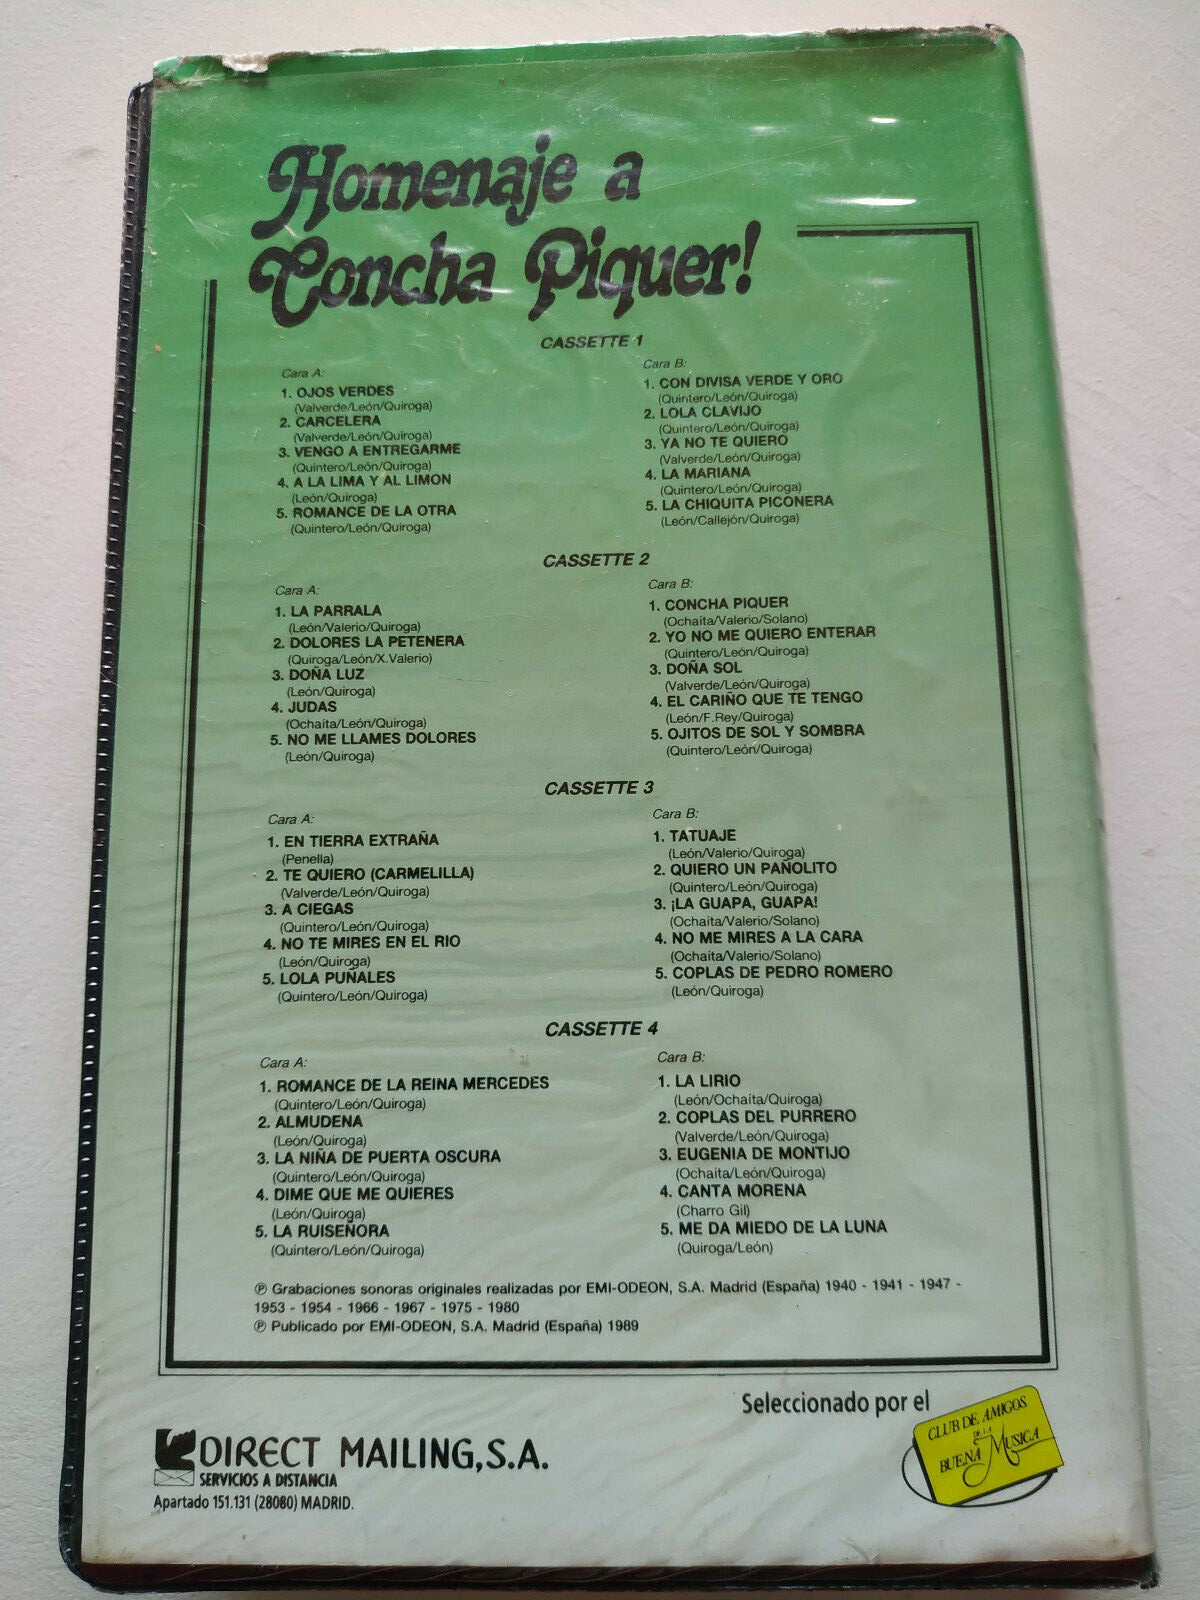 Homenaje a
Concha Piquer!
CASSETTE 1
Cara A:
1. OJOS VERDES
(Valverde/León/Quiroga)
2. CARCELERA
(Valverde/León/Quiroga)
3. VENGO A ENTREGARME
(Quintero/León/Quiroga)
4. A LA LIMA Y AL LIMON
(León/Quiroga)
5. ROMANCE DE LA OTRA
(Quintero/León/Quiroga)
Cara B:
1. CON DIVISA VERDE Y ORO
(Quintero/León/Quiroga)
2. LOLA CLAVIJO
(Quintero/León/Quiroga)
3. YA NO TE QUIERO
(Valverde/León/Quiroga)
4. LA MARIANA
(Quintero/León/Quiroga)
5. LA CHIQUITA PICONERA
(León/Callejón/Quiroga)
CASSETTE 2
Cara A:
1. LA PARRALA
(León/Valerio/Quiroga)
2. DOLORES LA PETENERA
(Quiroga/León/X.Valerio)
3. DOÑA LUZ
(León/Quiroga)
4. JUDAS
(Ochaíta/León/Quiroga)
5. NO ME LLAMES DOLORES
(León/Quiroga)
Cara B:
1. CONCHA PIQUER
(Ochaíta/Valerio/Solano)
2. YO NO ME QUIERO ENTERAR
(Quintero/León/Quiroga)
3. DOÑA SOL
(Valverde/León/Quiroga)
4. EL CARIÑO QUE TE TENGO
(León/F.Rey/Quiroga)
5. OJITOS DE SOL Y SOMBRA
(Quintero/León/Quiroga)
CASSETTE 3
Cara A:
1. EN TIERRA EXTRAÑA
(Penella)
2. TE QUIERO (CARMELILLA)
(Valverde/León/Quiroga)
3. A CIEGAS
(Quintero/León/Quiroga)
4. NO TE MIRES EN EL RIO
(León/Quiroga)
5. LOLA PUÑALES
(Quintero/León/Quiroga)
Cara B:
1. TATUAJE
(León/Valerio/Quiroga)
2. QUIERO UN PAÑOLITO
(Quintero/León/Quiroga)
3. ¡LA GUAPA, GUAPA!
(Ochaíta/Valerio/Solano)
4. NO ME MIRES A LA CARA
(Ochaíta/Valerio/Solano)
5. COPLAS DE PEDRO ROMERO
(León/Quiroga)
CASSETTE 4
Cara A:
1. ROMANCE DE LA REINA MERCEDES
(Quintero/León/Quiroga)
2. ALMUDENA
(León/Quiroga)
3. LA NIÑA DE PUERTA OSCURA
(Quintero/León/Quiroga)
4. DIME QUE ME QUIERES
(León/Quiroga)
5. LA RUISEÑORA
(Quintero/León/Quiroga)
Cara B:
1. LA LIRIO
(León/Ochaíta/Quiroga)
2. COPLAS DEL PURRERO
(Valverde/León/Quiroga)
3. EUGENIA DE MONTIJO
(Ochaíta/León/Quiroga)
4. CANTA MORENA
(Charro Gil)
5. ME DA MIEDO DE LA LUNA
(Quiroga/León)
℗ Grabaciones sonoras originales realizadas por EMI-ODEON, S.A. Madrid (España) 1940 - 1941 - 1947 -
1953 - 1954 - 1966 - 1967 - 1975 - 1980
℗ Publicado por EMI-ODEON, S.A. Madrid (España) 1989
Seleccionado por el
CLUB DE AMIGOS
DE LA
BUENA MUSICA
DIRECT MAILING,S.A.
SERVICIOS A DISTANCIA
Apartado 151.131 (28080) MADRID.